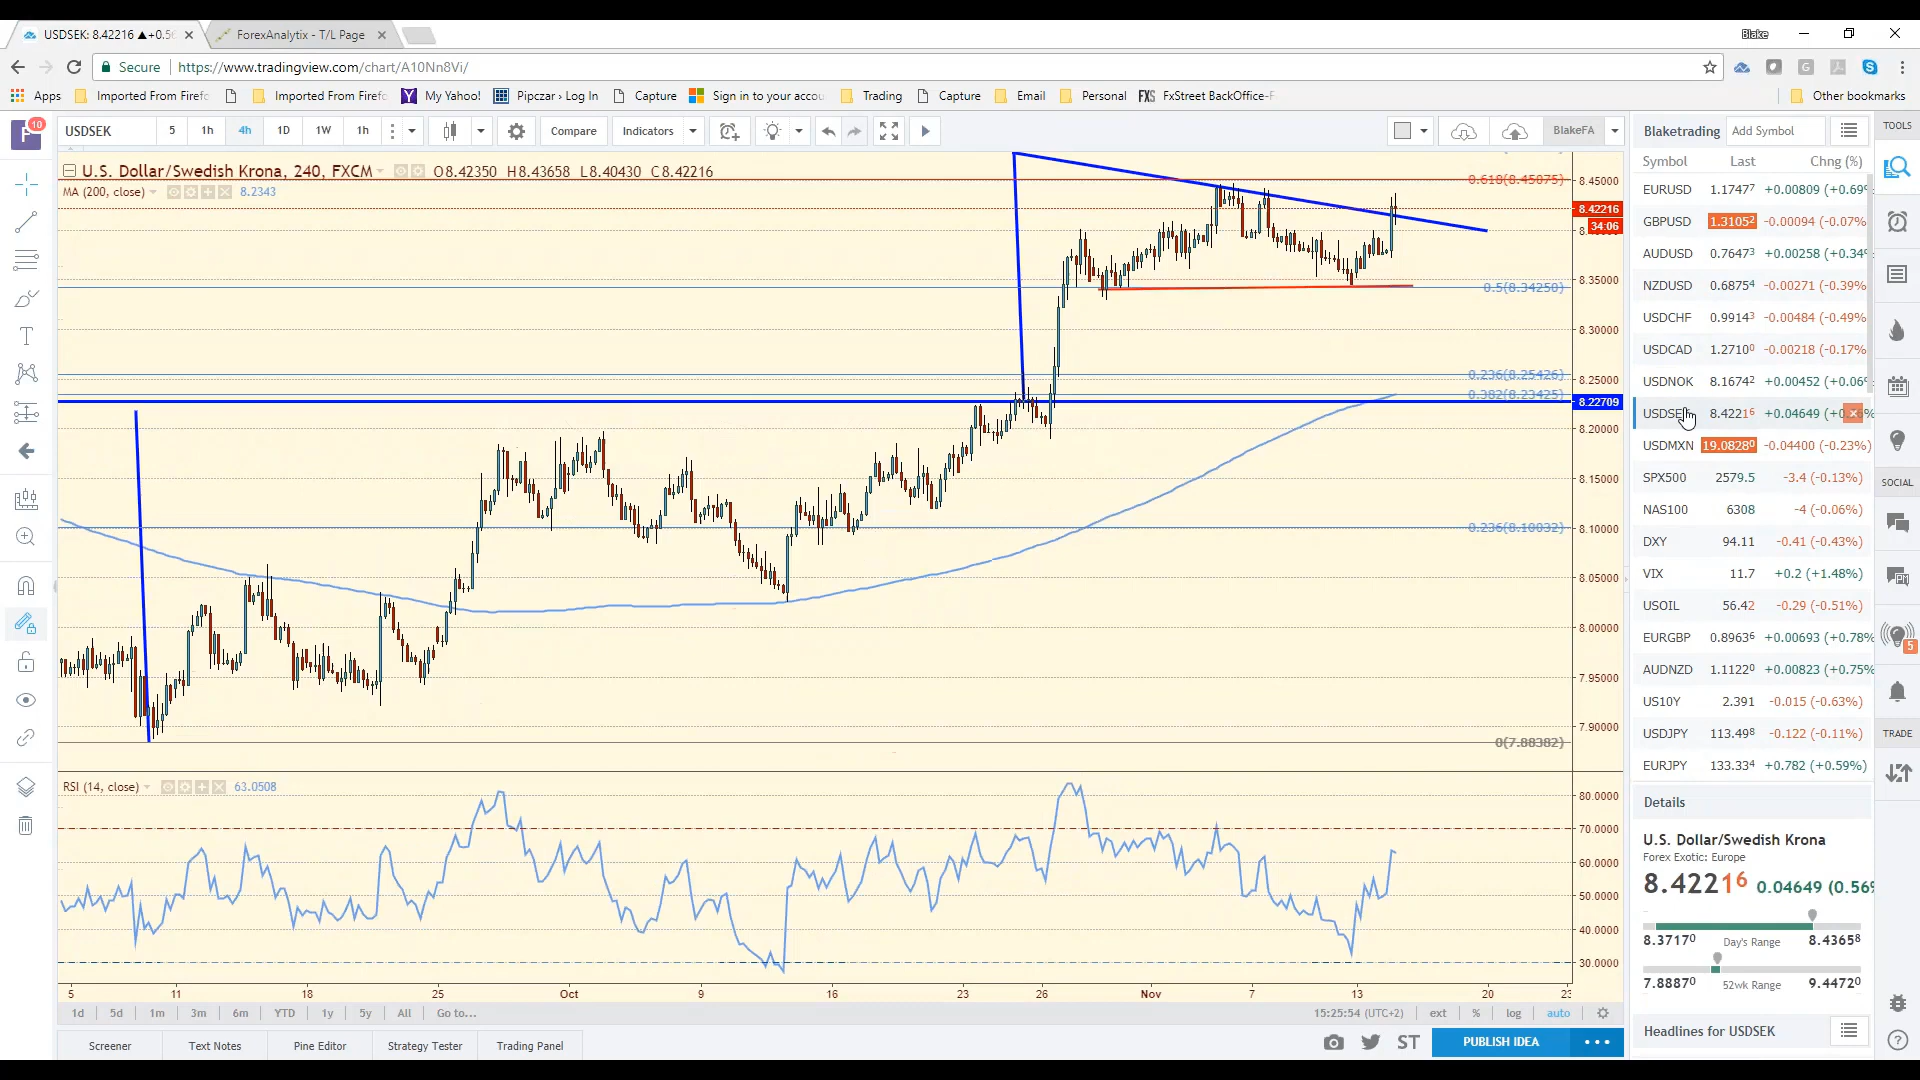 USDSEK: 8.42216 ▲+0.56
ForexAnalytix - T/L Page
Blake
Secure
https://www.tradingview.com/chart/A10Nn8Vi/
Apps
Imported From Firefo
Imported From Firefo
My Yahoo!
Pipczar › Log In
Capture
Sign in to your accou
Trading
Capture
Email
Personal
FXS FxStreet BackOffice-F
Other bookmarks
F 10
USDSEK 5 1h 4h 1D 1W 1h
Compare
Indicators
BlakeFA
U.S. Dollar/Swedish Krona, 240, FXCM
O8.42350 H8.43658 L8.40430 C8.42216
MA (200, close)
8.2343
0.618(8.45075)
0.5(8.34250)
0.236(8.25426)
0.382(8.23425)
0.236(8.10032)
0(7.88382)
8.45000
8.42216
34:06
8.35000
8.30000
8.25000
8.22709
8.20000
8.15000
8.10000
8.05000
8.00000
7.95000
7.90000
RSI (14, close)
63.0508
80.0000
70.0000
60.0000
50.0000
40.0000
30.0000
5 11 18 25 Oct 9 16 23 26 Nov 7 13 20 23
1d 5d 1m 3m 6m YTD 1y 5y All Go to...
15:25:54 (UTC+2) ext % log auto
Screener
Text Notes
Pine Editor
Strategy Tester
Trading Panel
ST
PUBLISH IDEA
Blaketrading
Add Symbol
Symbol Last Chng (%)
EURUSD 1.17477 +0.00809 (+0.69%
GBPUSD 1.31052 -0.00094 (-0.07%)
AUDUSD 0.76473 +0.00258 (+0.34%
NZDUSD 0.68754 -0.00271 (-0.39%)
USDCHF 0.99143 -0.00484 (-0.49%)
USDCAD 1.27100 -0.00218 (-0.17%)
USDNOK 8.16742 +0.00452 (+0.06%
USDSEK 8.42216 +0.04649
USDMXN 19.08280 -0.04400 (-0.23%)
SPX500 2579.5 -3.4 (-0.13%)
NAS100 6308 -4 (-0.06%)
DXY 94.11 -0.41 (-0.43%)
VIX 11.7 +0.2 (+1.48%)
USOIL 56.42 -0.29 (-0.51%)
EURGBP 0.89636 +0.00693 (+0.78%
AUDNZD 1.11220 +0.00823 (+0.75%
US10Y 2.391 -0.015 (-0.63%)
USDJPY 113.498 -0.122 (-0.11%)
EURJPY 133.334 +0.782 (+0.59%)
Details
U.S. Dollar/Swedish Krona
Forex Exotic: Europe
8.42216 0.04649 (0.56%
8.37170 Day's Range 8.43658
7.88870 52wk Range 9.44720
Headlines for USDSEK
TOOLS
SOCIAL
5
TRADE